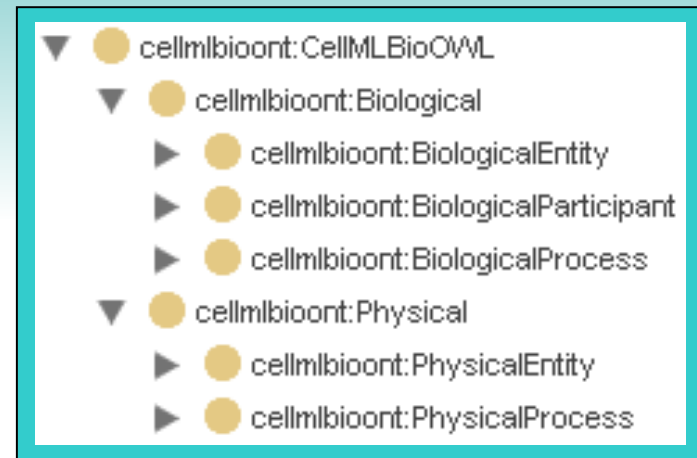 cellmlbioont:CellMLBioOWL
cellmlbioont:Biological
cellmlbioont:BiologicalEntity
cellmlbioont:BiologicalParticipant
cellmlbioont:BiologicalProcess
cellmlbioont:Physical
cellmlbioont:PhysicalEntity
cellmlbioont:PhysicalProcess